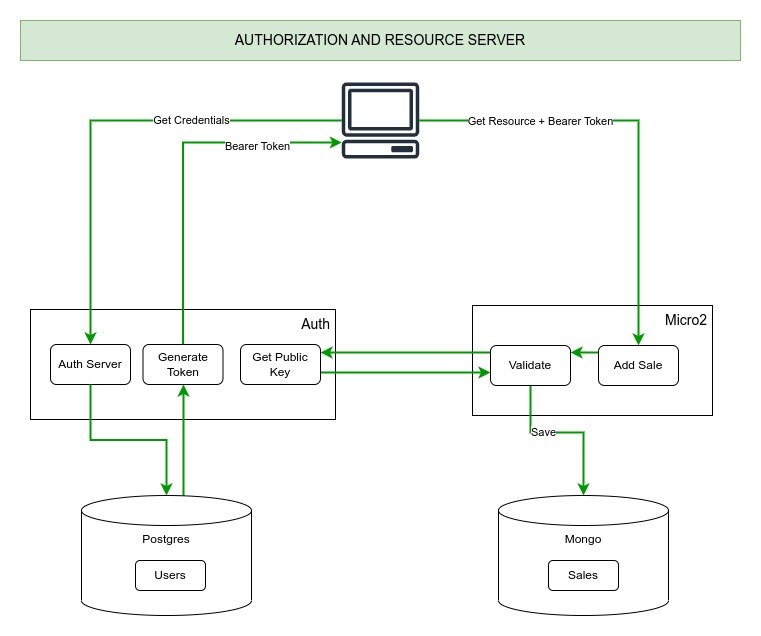 AUTHORIZATION AND RESOURCE SERVER
Get Credentials
Get Resource + Bearer Token
Bearer Token
Auth
Micro2
Auth Server
Generate
Token
Get Public
Key
Validate
Add Sale
Save
Postgres
Users
Mongo
Sales